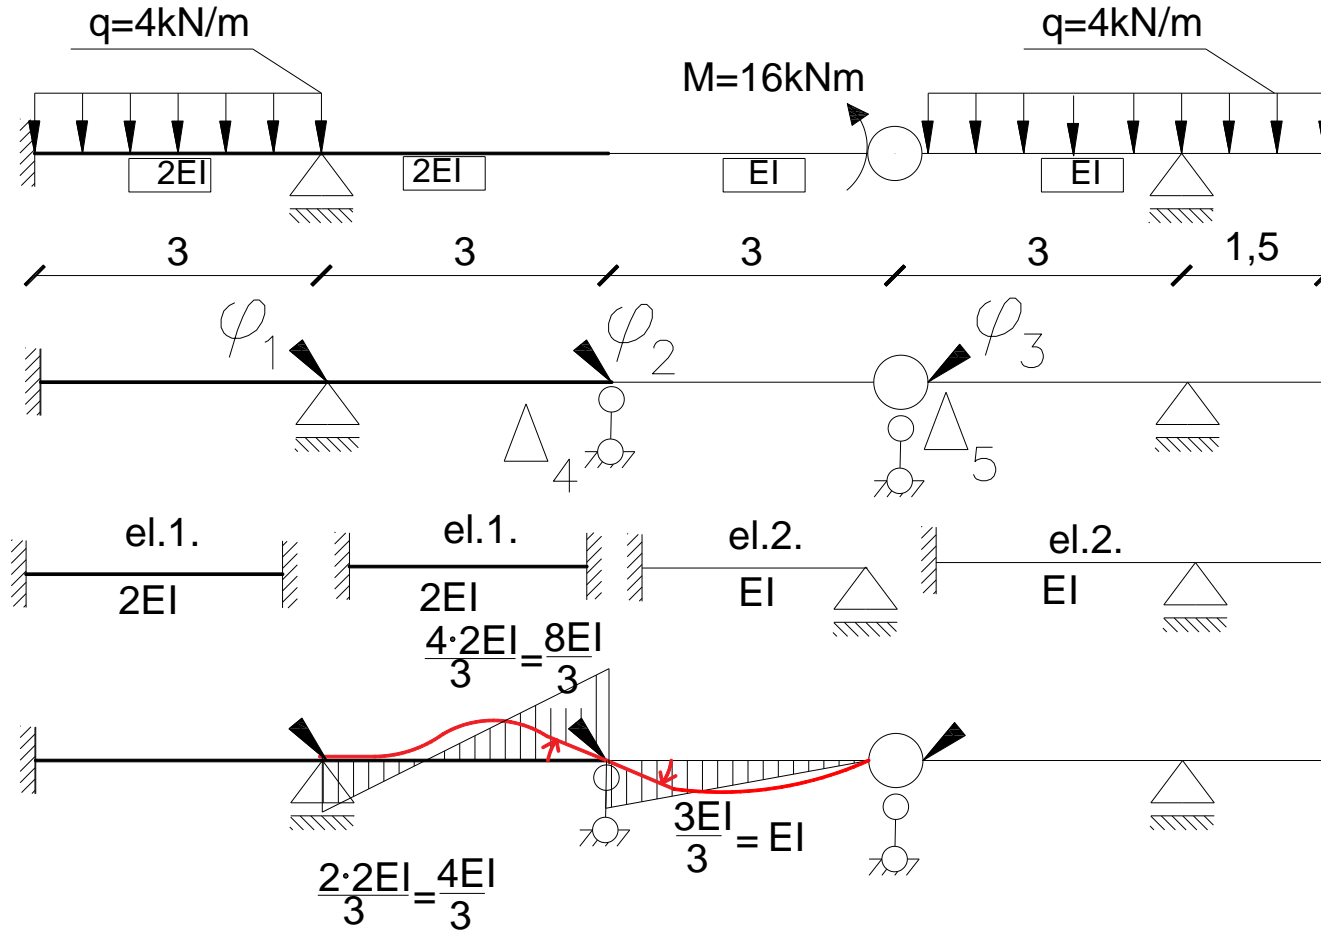 q=4kN/m q=4kN/m
M=16kNm
2EI 2EI EI EI
3 3 3 3 1,5
φ1 φ2 φ3
Δ4 Δ5
el.1. el.1. el.2. el.2.
2EI 2EI EI EI
4·2EI/3=8EI/3
3EI/3=EI
2·2EI/3=4EI/3